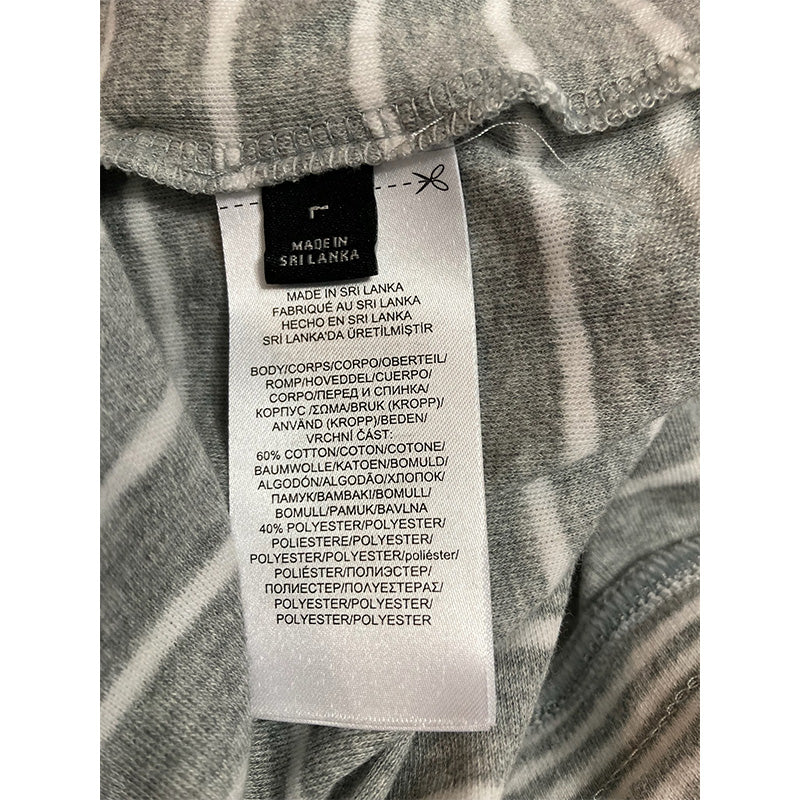 L
MADE IN
SRI LANKA
MADE IN SRI LANKA
FABRIQUÉ AU SRI LANKA
HECHO EN SRI LANKA
SRİ LANKA'DA ÜRETİLMİŞTİR
BODY/CORPS/CORPO/OBERTEIL/
ROMP/HOVEDDEL/CUERPO/
CORPO/ПЕРЕД И СПИНКА/
КОРПУС /ΣΩΜΑ/BRUK (KROPP)/
ANVÄND (KROPP)/BEDEN/
VRCHNÍ ČÁST:
60% COTTON/COTON/COTONE/
BAUMWOLLE/KATOEN/BOMULD/
ALGODÓN/ALGODÃO/ХЛОПОК/
ПАМУК/BAMBAKI/BOMULL/
BOMULL/PAMUK/BAVLNA
40% POLYESTER/POLYESTER/
POLIESTERE/POLYESTER/
POLYESTER/POLYESTER/poliéster/
POLIÉSTER/ПОЛИЭСТЕР/
ПОЛИЕСТЕР/ΠΟΛΥΕΣΤΕΡΑΣ/
POLYESTER/POLYESTER/
POLYESTER/POLYESTER